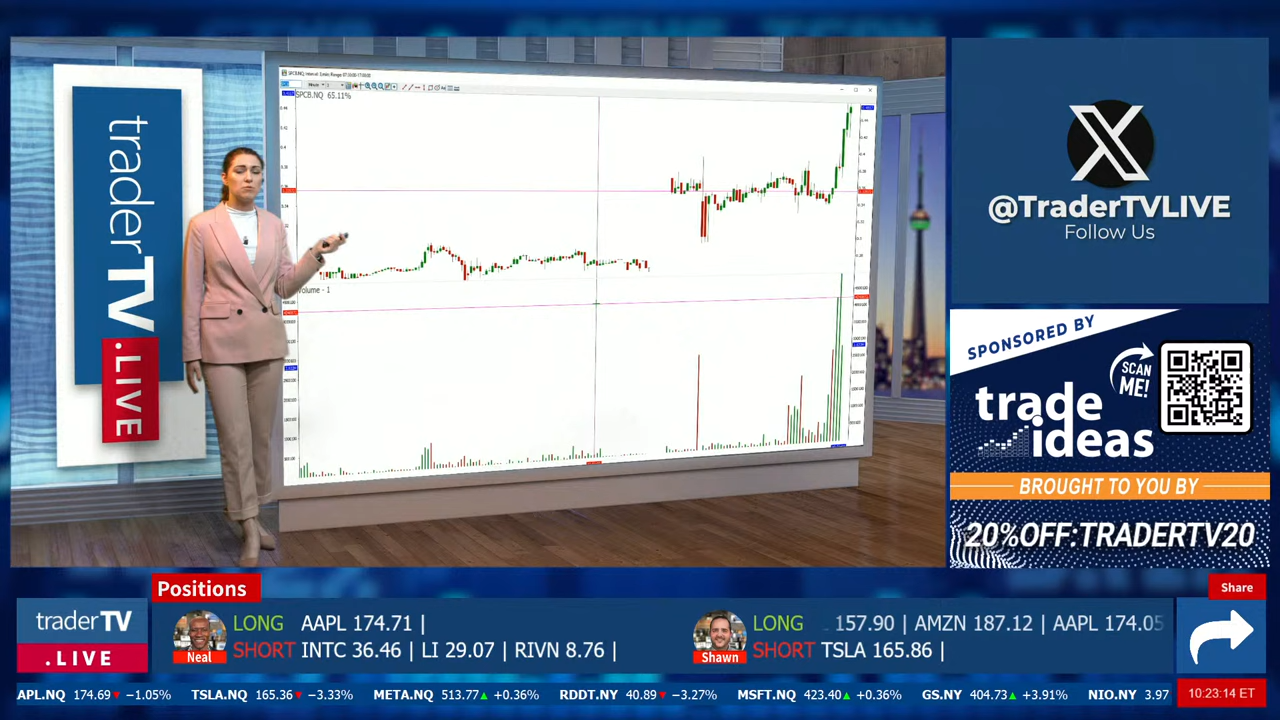 traderTV
.LIVE
SPCB.NQ 65.11%
Volume - 1
@TraderTVLIVE
Follow Us
SPONSORED BY
SCAN
ME!
trade
ideas
BROUGHT TO YOU BY
20%OFF:TRADERTV20
Positions
Share
traderTV
.LIVE
Neal
LONG AAPL 174.71 |
SHORT INTC 36.46 | LI 29.07 | RIVN 8.76 |
Shawn
LONG 157.90 | AMZN 187.12 | AAPL 174.05
SHORT TSLA 165.86 |
APL.NQ 174.69▼ −1.05% TSLA.NQ 165.36▼ −3.33% META.NQ 513.77▲ +0.36% RDDT.NY 40.89▼ −3.27% MSFT.NQ 423.40▲ +0.36% GS.NY 404.73▲ +3.91% NIO.NY 3.97
10:23:14 ET